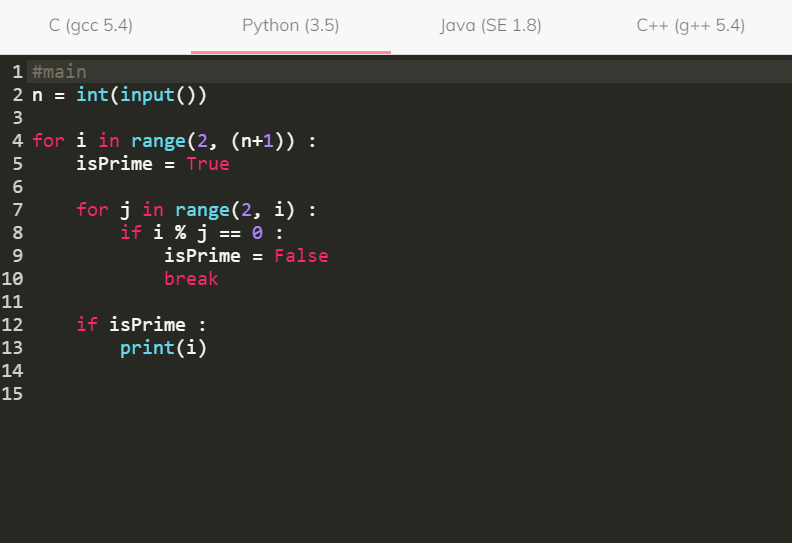 C (gcc 5.4) Python (3.5) Java (SE 1.8) C++ (g++ 5.4)
1 #main
2 n = int(input())
3
4 for i in range(2, (n+1)) :
5     isPrime = True
6
7     for j in range(2, i) :
8         if i % j == 0 :
9             isPrime = False
10             break
11
12     if isPrime :
13         print(i)
14
15